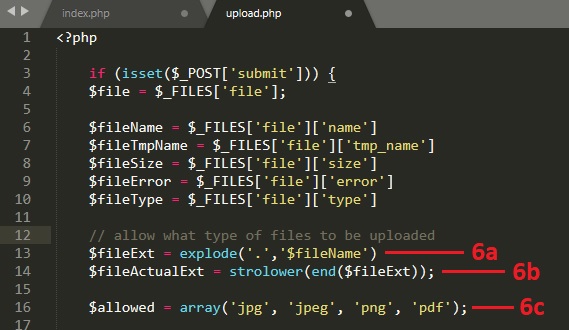 index.php
upload.php
1 <?php
2
3 if (isset($_POST['submit'])) {
4 $file = $_FILES['file'];
5
6 $fileName = $_FILES['file']['name']
7 $fileTmpName = $_FILES['file']['tmp_name']
8 $fileSize = $_FILES['file']['size']
9 $fileError = $_FILES['file']['error']
10 $fileType = $_FILES['file']['type']
11
12 // allow what type of files to be uploaded
13 $fileExt = explode('.','$fileName') 6a
14 $fileActualExt = strolower(end($fileExt)); 6b
15
16 $allowed = array('jpg', 'jpeg', 'png', 'pdf'); 6c
17